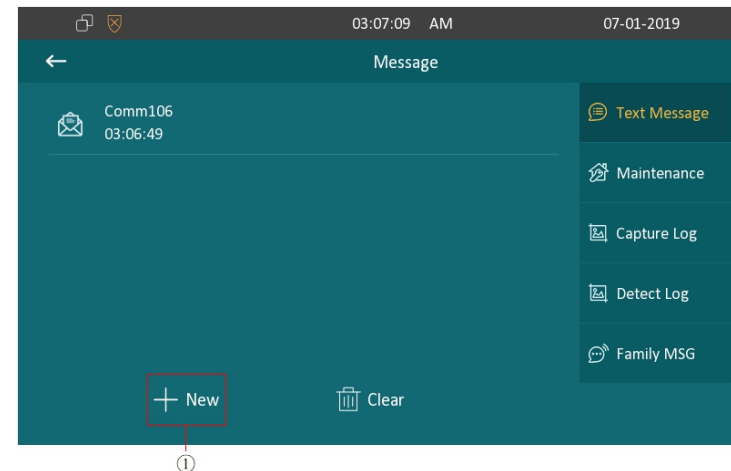 03:07:09 AM
07-01-2019
Message
Comm106
03:06:49
Text Message
Maintenance
Capture Log
Detect Log
Family MSG
New
Clear
①